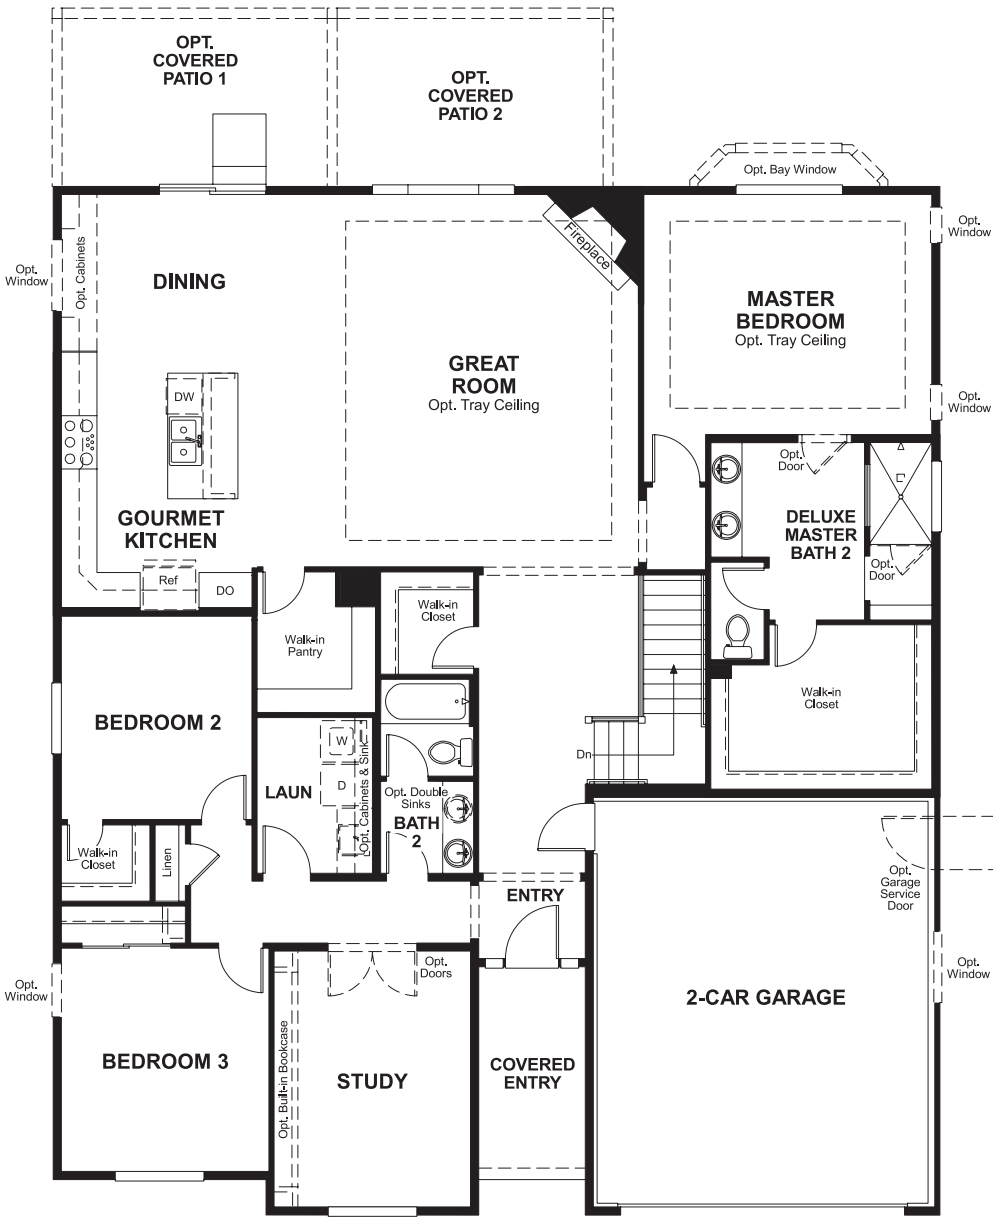 OPT.
COVERED
PATIO 1
OPT.
COVERED
PATIO 2
Opt. Bay Window
Opt.
Window
Opt.
Window
Opt. Cabinets
DINING
Fireplace
MASTER
BEDROOM
Opt. Tray Ceiling
GREAT
ROOM
Opt. Tray Ceiling
DW
Opt.
Window
Opt.
Door
GOURMET
KITCHEN
DELUXE
MASTER
BATH 2
Opt.
Door
Ref
DO
Walk-in
Closet
Walk-in
Pantry
Walk-in
Closet
BEDROOM 2
W
D
Opt. Cabinets & Sink
LAUN
Dn
Opt. Double
Sinks
BATH
2
Walk-in
Closet
Linen
ENTRY
Opt.
Garage
Service
Door
Opt.
Window
Opt.
Doors
Opt.
Window
2-CAR GARAGE
BEDROOM 3
Opt. Built-in Bookcase
STUDY
COVERED
ENTRY